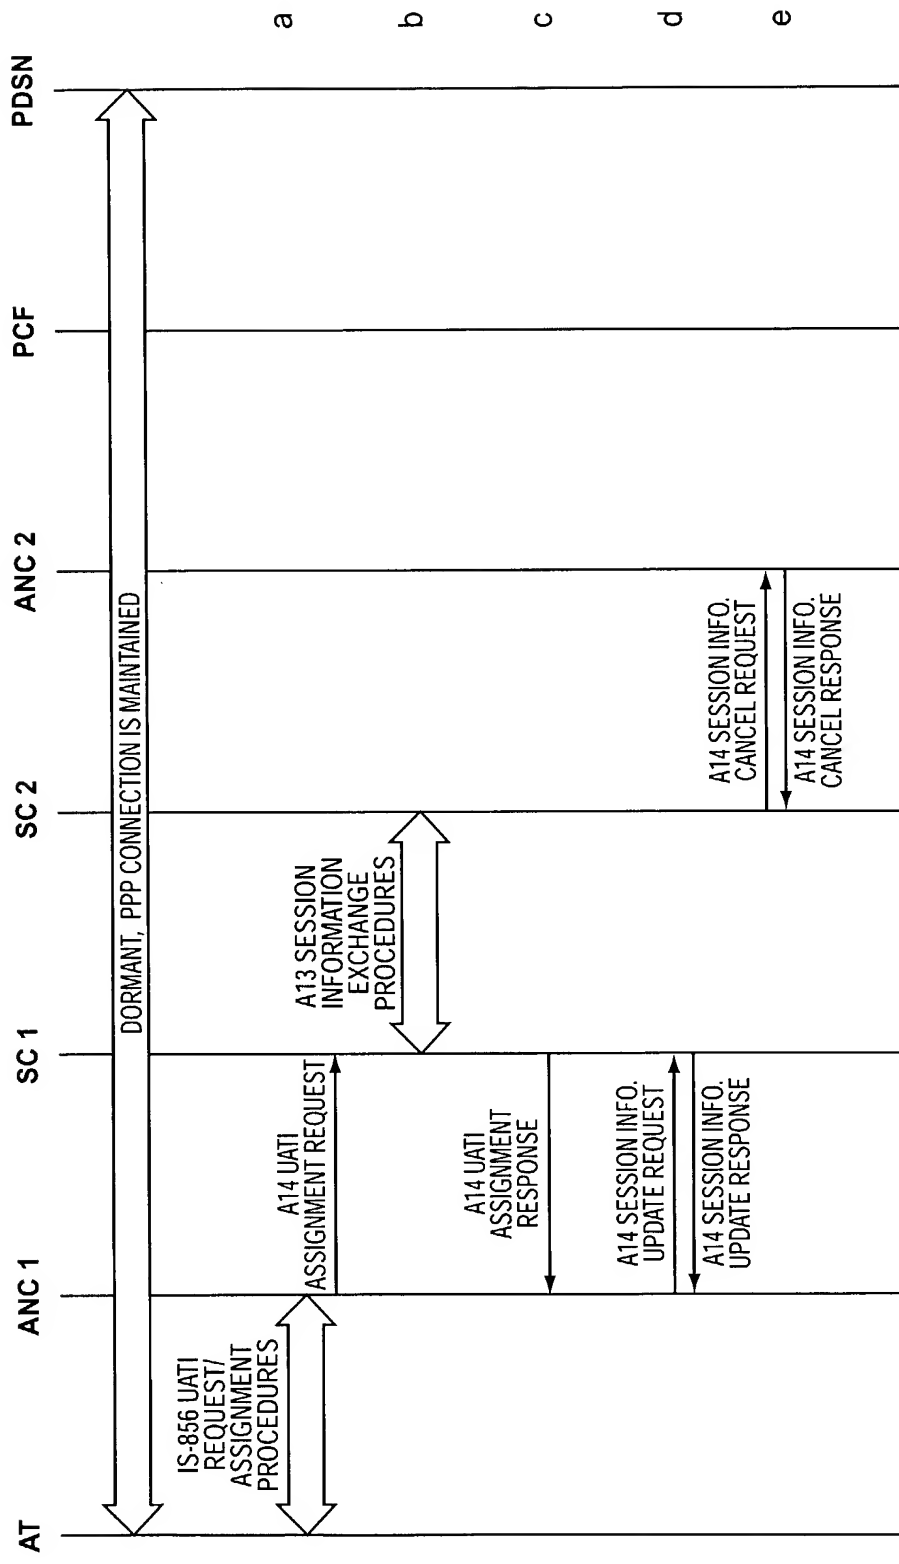 AT
ANC 1
SC 1
SC 2
ANC 2
PCF
PDSN
DORMANT, PPP CONNECTION IS MAINTAINED
IS-856 UATI
REQUEST/
ASSIGNMENT
PROCEDURES
A14 UATI
ASSIGNMENT REQUEST
a
A13 SESSION
INFORMATION
EXCHANGE
PROCEDURES
b
A14 UATI
ASSIGNMENT
RESPONSE
c
A14 SESSION INFO.
UPDATE REQUEST
A14 SESSION INFO.
UPDATE RESPONSE
d
A14 SESSION INFO.
CANCEL REQUEST
A14 SESSION INFO.
CANCEL RESPONSE
e